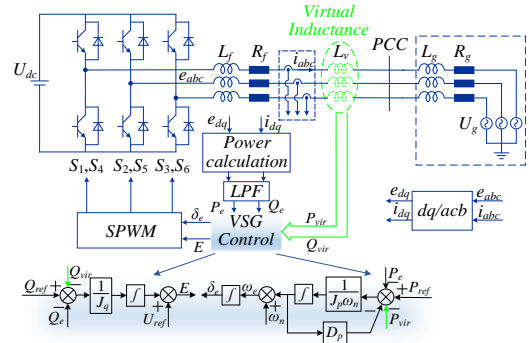 Virtual
Inductance
L_f R_f i_abc L_v PCC L_g R_g
U_dc
e_abc
U_g
e_dq i_dq
S_1,S_4 S_2,S_5 S_3,S_6
Power
calculation
LPF
P_e Q_e
SPWM
δ_e
E
VSG
Control
P_vir
Q_vir
e_dq e_abc
i_dq dq/acb i_abc
Q_vir
Q_ref + − 1/J_q ∫ + E
Q_e −
U_ref +
δ_e ∫ ω_e −
ω_n +
∫ 1/J_pω_n
D_p
P_e −
+ P_ref
−
P_vir −